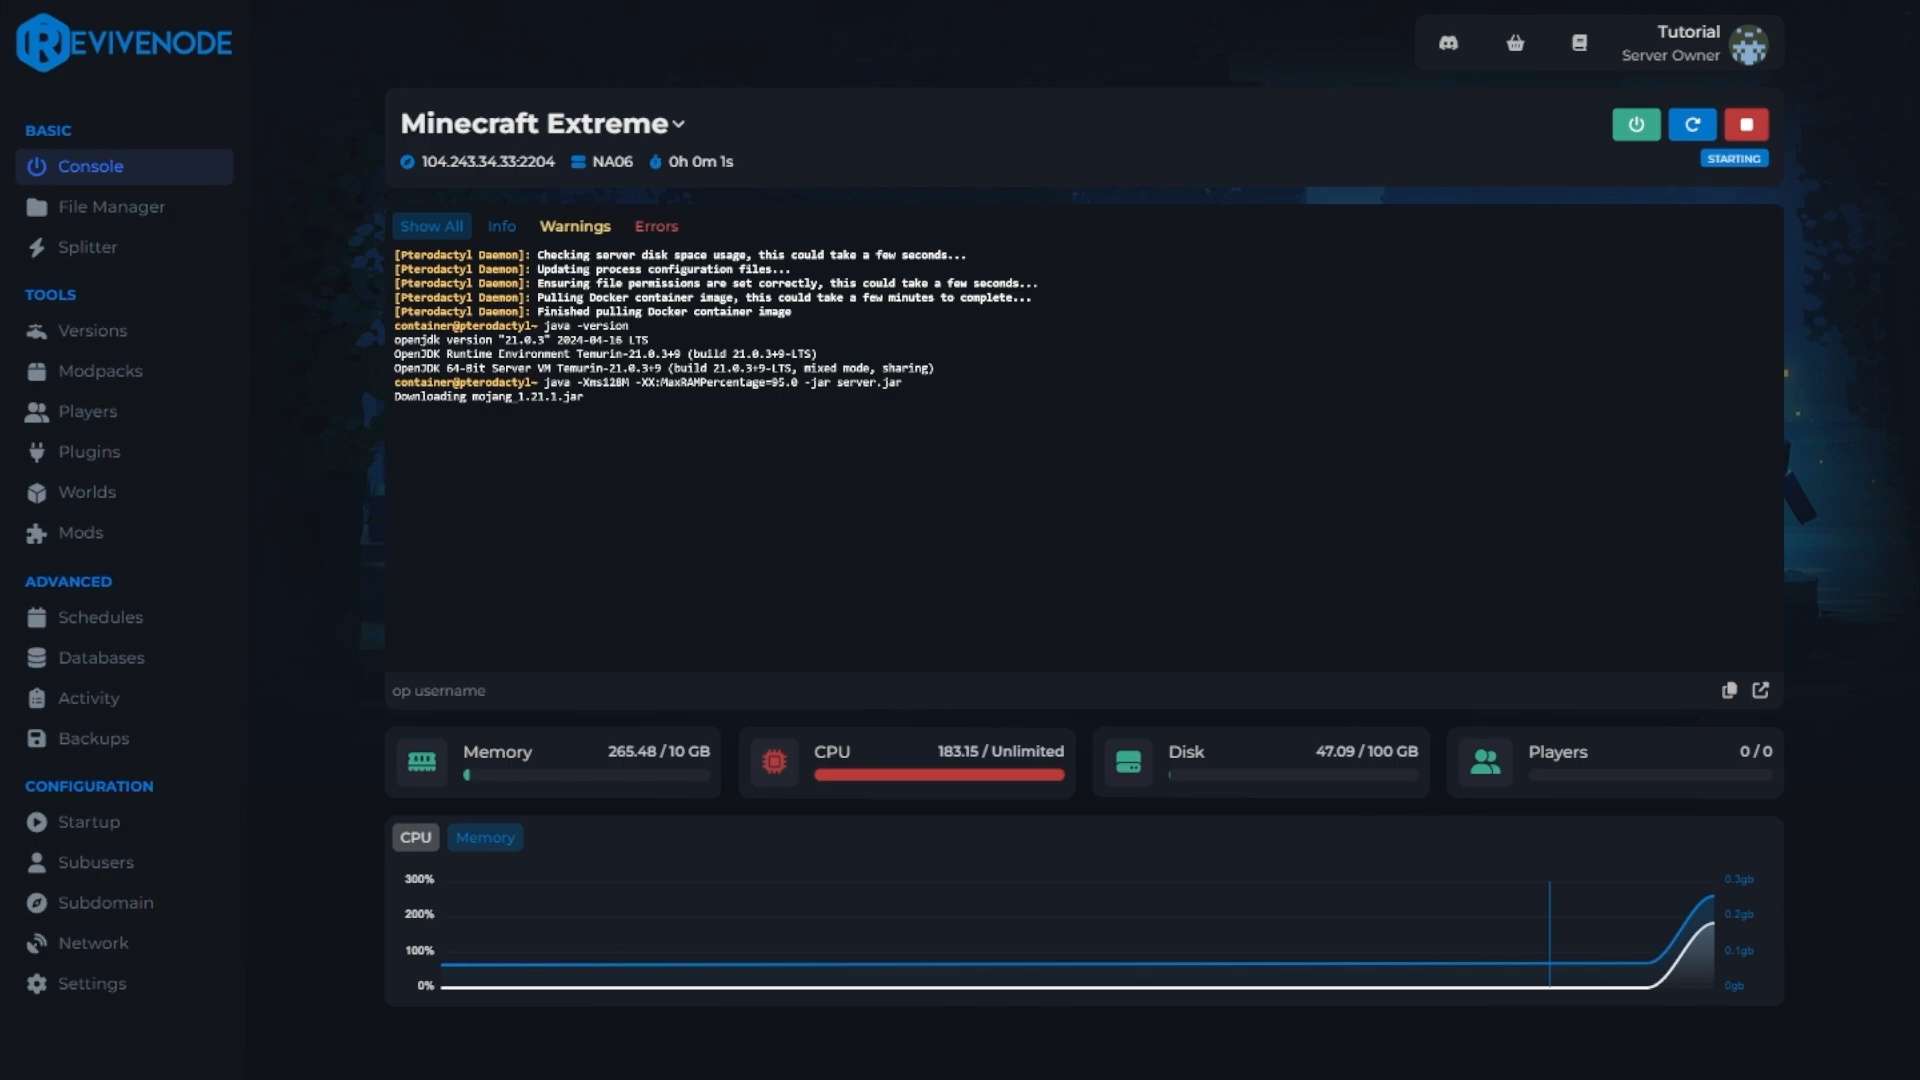 REVIVENODE
Tutorial
Server Owner
BASIC
Console
File Manager
Splitter
TOOLS
Versions
Modpacks
Players
Plugins
Worlds
Mods
ADVANCED
Schedules
Databases
Activity
Backups
CONFIGURATION
Startup
Subusers
Subdomain
Network
Settings
Minecraft Extreme
104.243.34.33:2204 NA06 0h 0m 1s
STARTING
Show All Info Warnings Errors
[Pterodactyl Daemon]: Checking server disk space usage, this could take a few seconds...
[Pterodactyl Daemon]: Updating process configuration files...
[Pterodactyl Daemon]: Ensuring file permissions are set correctly, this could take a few seconds...
[Pterodactyl Daemon]: Pulling Docker container image, this could take a few minutes to complete...
[Pterodactyl Daemon]: Finished pulling Docker container image
container@pterodactyl~ java -version
openjdk version "21.0.3" 2024-04-16 LTS
OpenJDK Runtime Environment Temurin-21.0.3+9 (build 21.0.3+9-LTS)
OpenJDK 64-Bit Server VM Temurin-21.0.3+9 (build 21.0.3+9-LTS, mixed mode, sharing)
container@pterodactyl~ java -Xms128M -XX:MaxRAMPercentage=95.0 -jar server.jar
Downloading mojang_1.21.1.jar
op username
Memory 265.48 / 10 GB
CPU 183.15 / Unlimited
Disk 47.09 / 100 GB
Players 0 / 0
CPU Memory
300% 0.3gb
200% 0.2gb
100% 0.1gb
0% 0gb